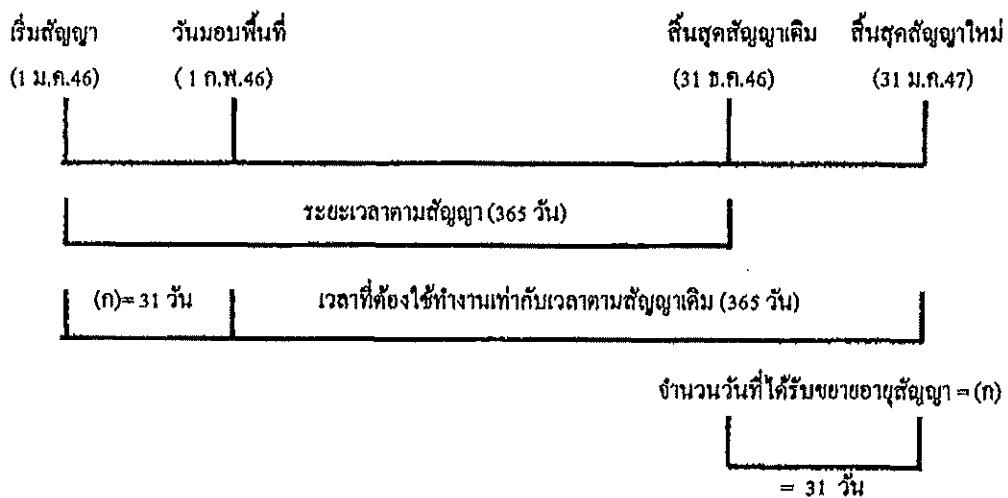 เริ่มสัญญา วันมอบพื้นที่ สิ้นสุดสัญญาเดิม สิ้นสุดสัญญาใหม่
(1 ม.ค.46) (1 ก.พ.46) (31 ธ.ค.46) (31 ม.ค.47)
ระยะเวลาตามสัญญา (365 วัน)
(ก)= 31 วัน เวลาที่ต้องใช้ทำงานเท่ากับเวลาตามสัญญาเดิม (365 วัน)
จำนวนวันที่ได้รับขยายอายุสัญญา = (ก)
= 31 วัน